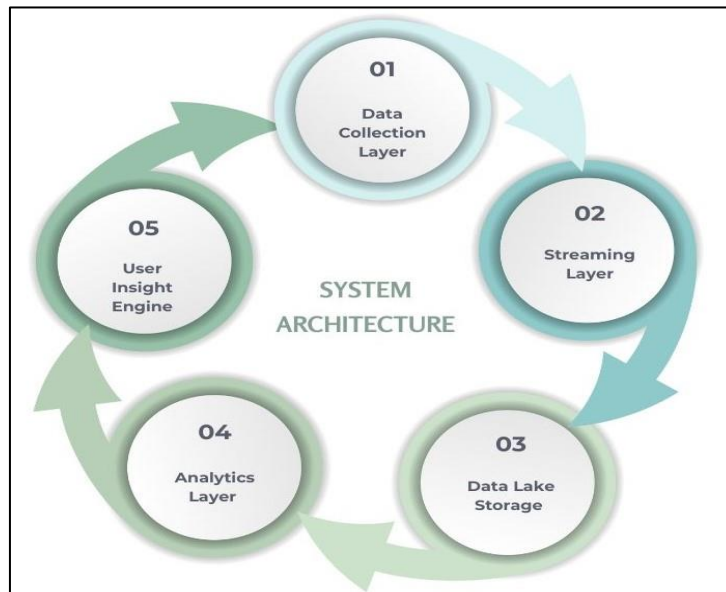 01
Data
Collection
Layer
02
Streaming
Layer
03
Data Lake
Storage
04
Analytics
Layer
05
User
Insight
Engine
SYSTEM
ARCHITECTURE